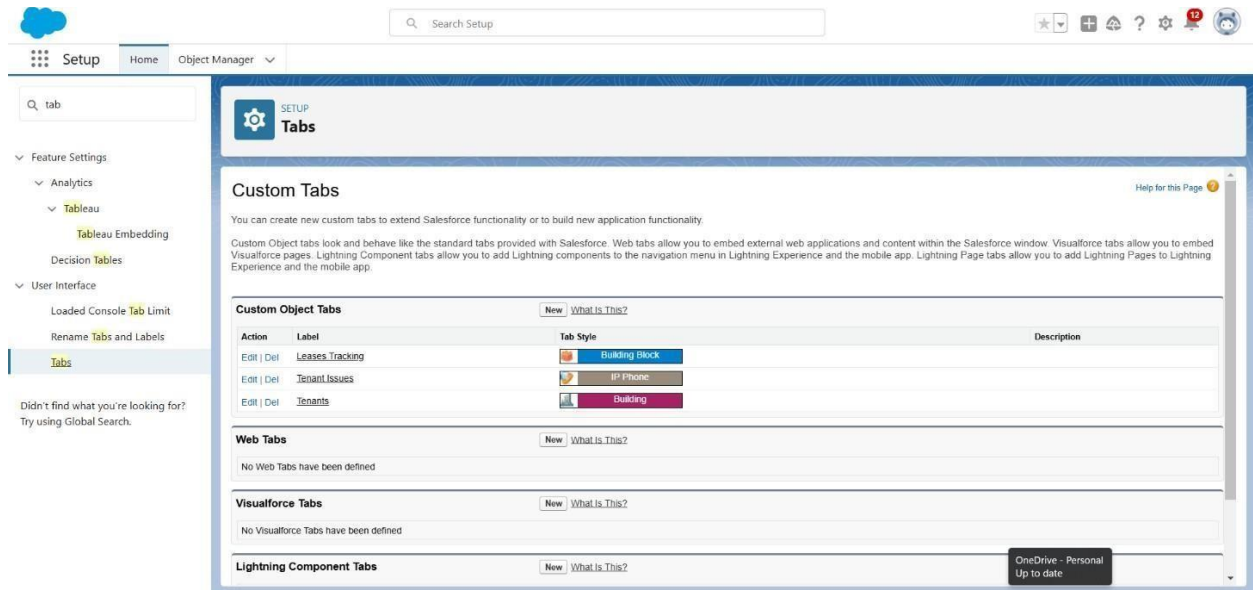 Search Setup
12
Setup
Home
Object Manager
tab
SETUP
Tabs
Feature Settings
Analytics
Tableau
Tableau Embedding
Decision Tables
User Interface
Loaded Console Tab Limit
Rename Tabs and Labels
Tabs
Didn't find what you're looking for?
Try using Global Search.
Custom Tabs
Help for this Page
You can create new custom tabs to extend Salesforce functionality or to build new application functionality.
Custom Object tabs look and behave like the standard tabs provided with Salesforce. Web tabs allow you to embed external web applications and content within the Salesforce window. Visualforce tabs allow you to embed
Visualforce pages. Lightning Component tabs allow you to add Lightning components to the navigation menu in Lightning Experience and the mobile app. Lightning Page tabs allow you to add Lightning Pages to Lightning
Experience and the mobile app.
Custom Object Tabs New What Is This?
Action Label Tab Style Description
Edit | Del Leases Tracking Building Block
Edit | Del Tenant Issues IP Phone
Edit | Del Tenants Building
Web Tabs New What Is This?
No Web Tabs have been defined
Visualforce Tabs New What Is This?
No Visualforce Tabs have been defined
Lightning Component Tabs New What Is This?
OneDrive - Personal
Up to date